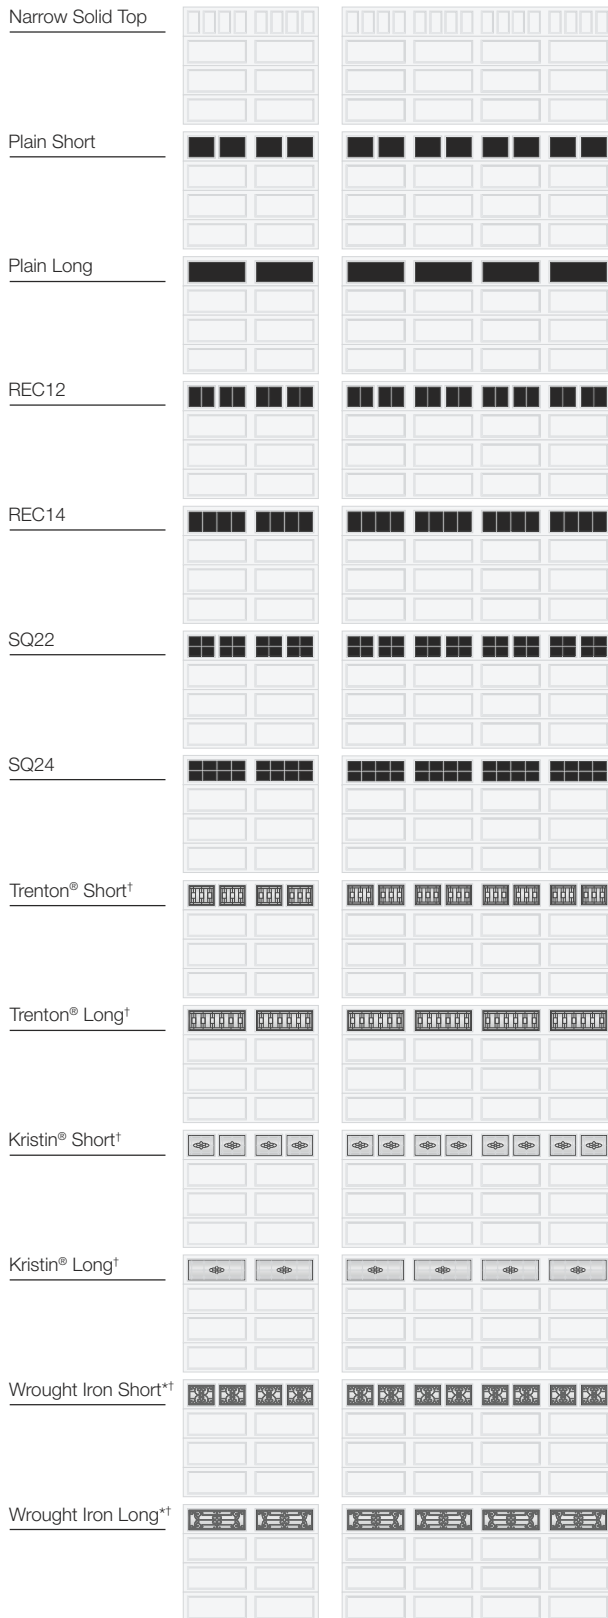 Narrow Solid Top
Plain Short
Plain Long
REC12
REC14
SQ22
SQ24
Trenton® Short†
Trenton® Long†
Kristin® Short†
Kristin® Long†
Wrought Iron Short*†
Wrought Iron Long*†